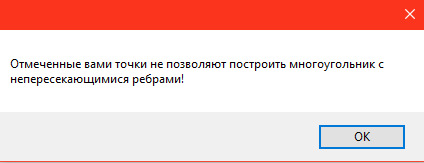 Отмеченные вами точки не позволяют построить многоугольник с
непересекающимися ребрами!
OK